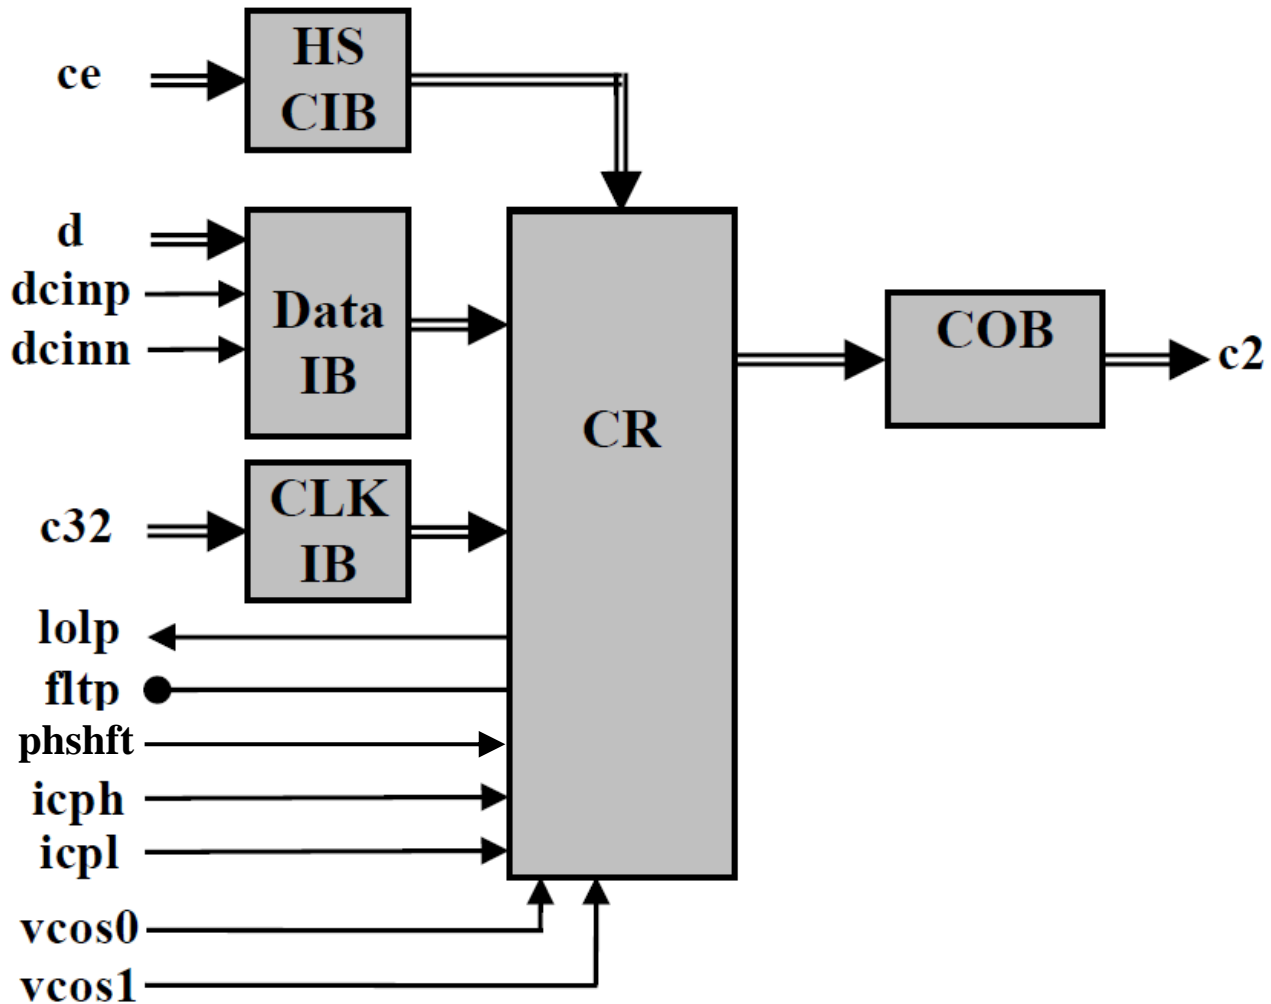 ce
HS
CIB
d
dcinp
dcinn
Data
IB
CR
COB
c2
c32
CLK
IB
lolp
fltp
phshft
icph
icpl
vcos0
vcos1